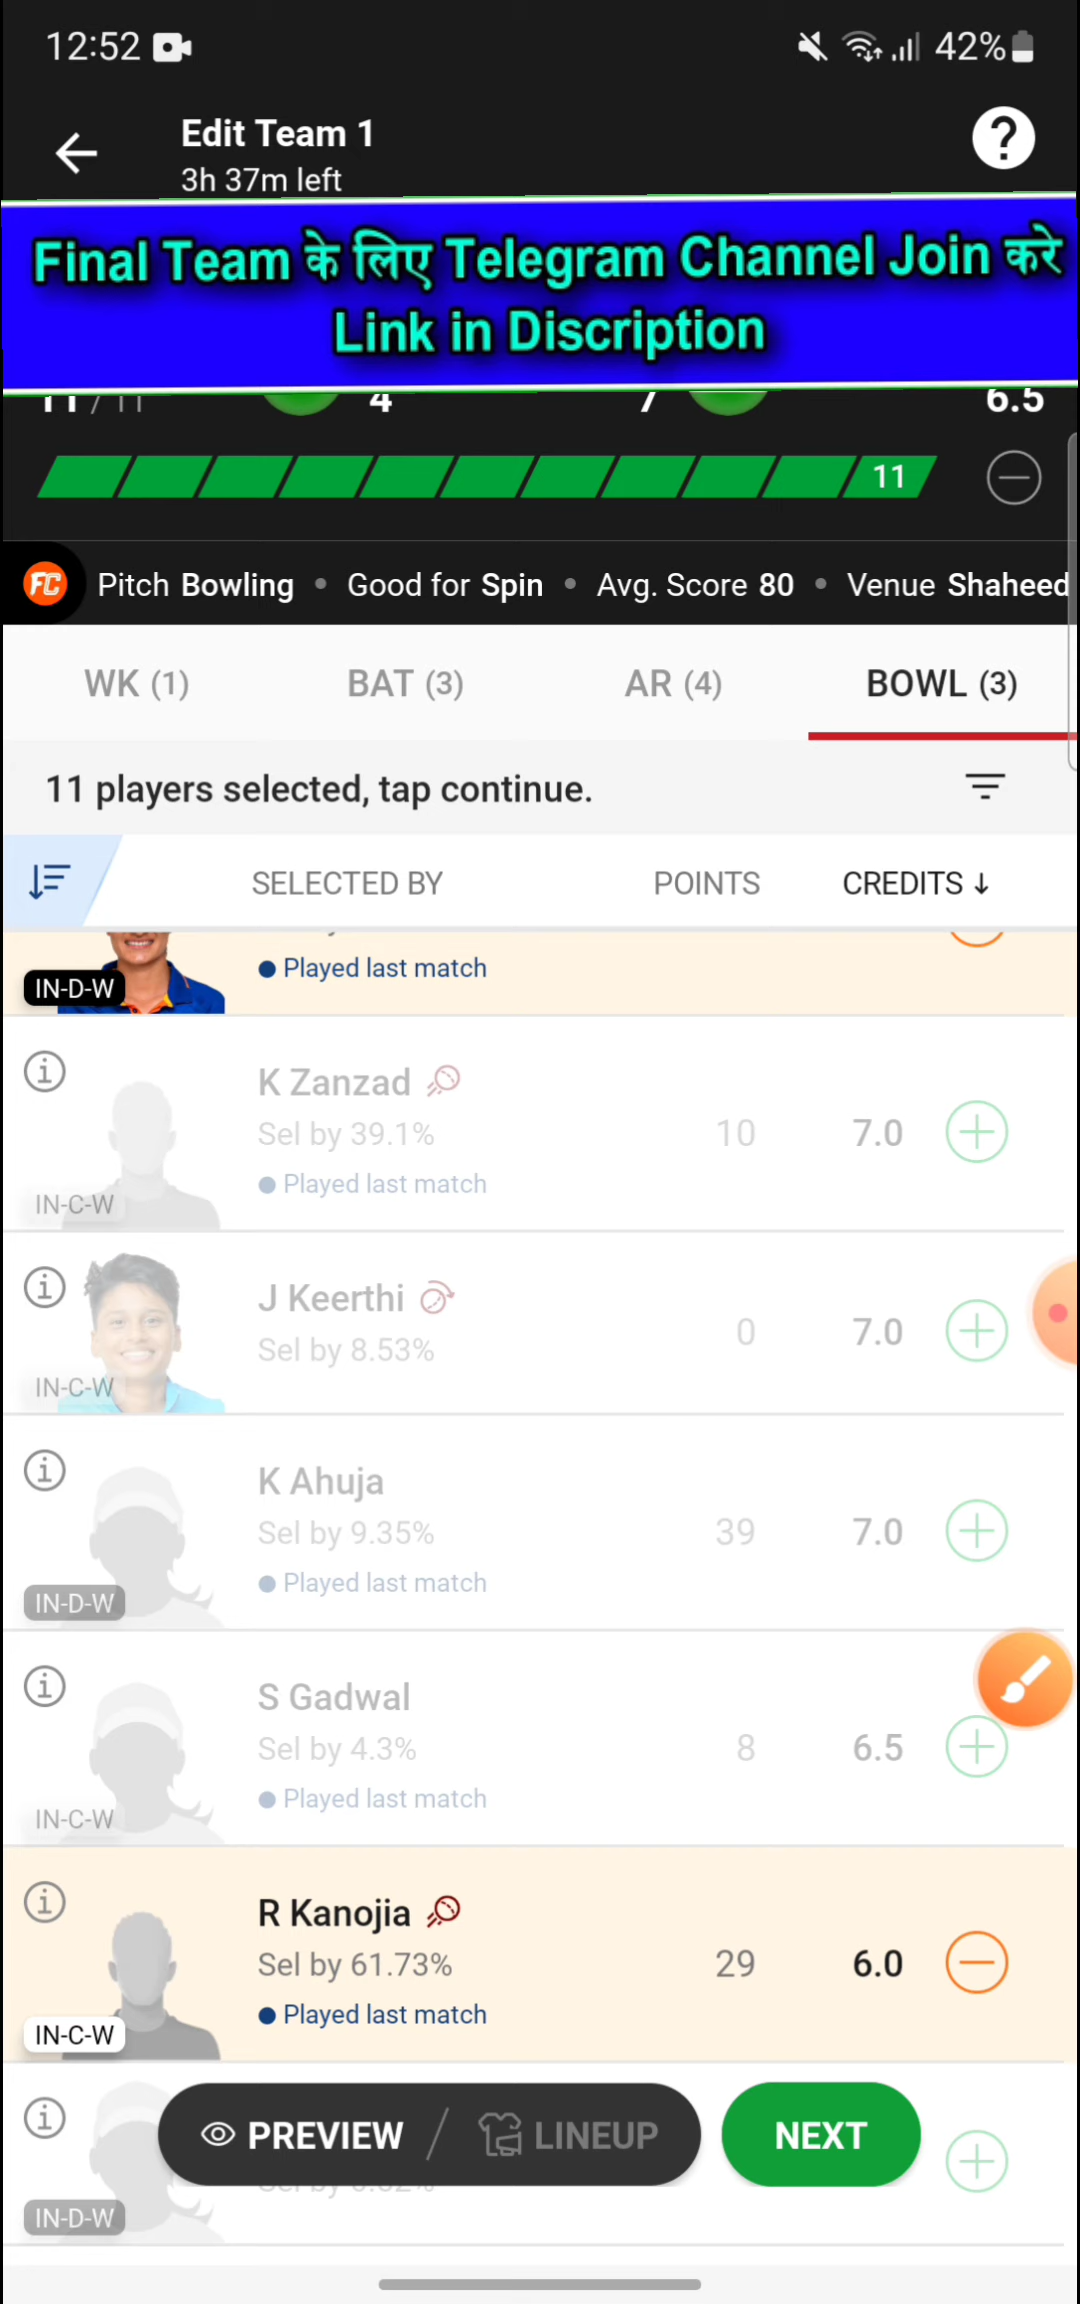 12:52
42%
Edit Team 1
3h 37m left
?
Final Team के लिए Telegram Channel Join करे
Link in Discription
11 / 11 4 7 6.5
11
FC Pitch Bowling • Good for Spin • Avg. Score 80 • Venue Shaheed
WK (1) BAT (3) AR (4) BOWL (3)
11 players selected, tap continue.
SELECTED BY POINTS CREDITS ↓
Played last match
IN-D-W
K Zanzad
Sel by 39.1% 10 7.0
Played last match
IN-C-W
J Keerthi
Sel by 8.53% 0 7.0
IN-C-W
K Ahuja
Sel by 9.35% 39 7.0
Played last match
IN-D-W
S Gadwal
Sel by 4.3% 8 6.5
Played last match
IN-C-W
R Kanojia
Sel by 61.73% 29 6.0
Played last match
IN-C-W
PREVIEW / LINEUP NEXT
IN-D-W